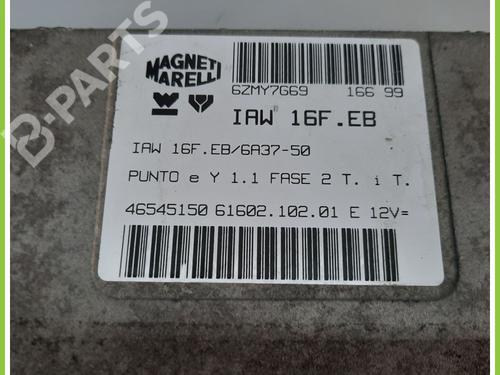 B-PARTS
MAGNETI
MARELLI
6ZMY7G69 166 99
IAW 16F.EB
IAW 16F.EB/6A37-50
PUNTO e Y 1.1 FASE 2 T. i T.
46545150 61602.102.01 E 12V=